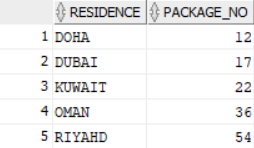 RESIDENCE PACKAGE_NO
1 DOHA 12
2 DUBAI 17
3 KUWAIT 22
4 OMAN 36
5 RIYAHD 54